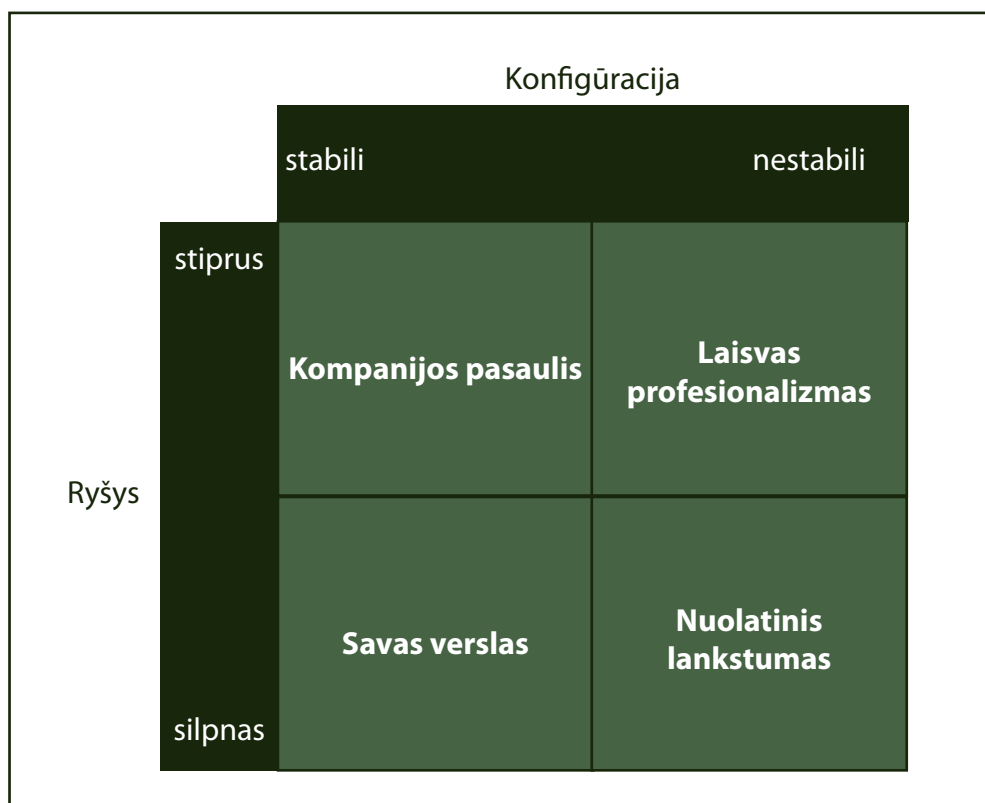 Konfigūracija
stabili
nestabili
stiprus
Kompanijos pasaulis
Laisvas
profesionalizmas
Ryšys
Savas verslas
Nuolatinis
lankstumas
silpnas